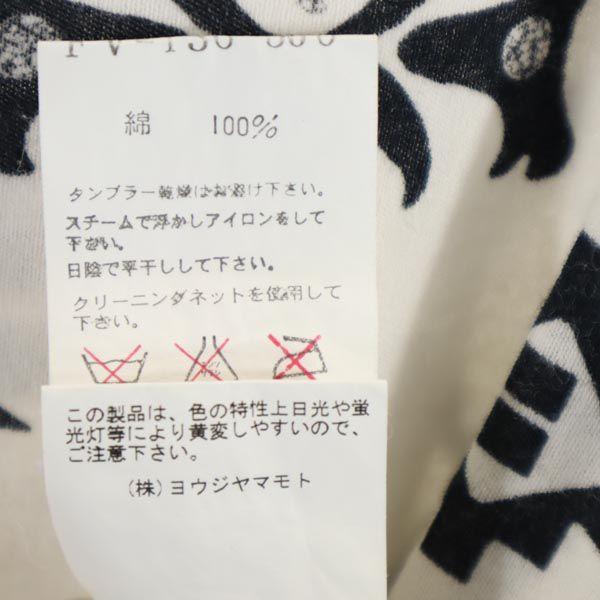 綿 100%
タンブラー乾燥はお避け下さい。
スチームで浮かしアイロンをして
下さい。
日陰で平干しして下さい。
クリーニングネットを使用して
下さい。
この製品は、色の特性上日光や蛍
光灯等により黄変しやすいので、
ご注意下さい。
(株)ヨウジヤマモト